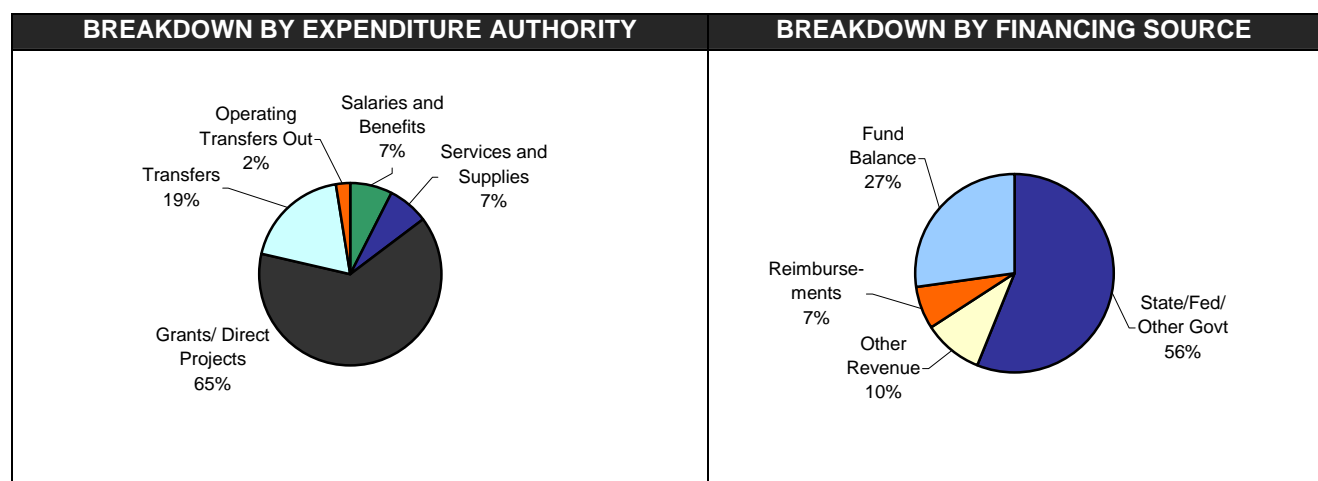 BREAKDOWN BY EXPENDITURE AUTHORITY
Operating
Transfers Out
2%
Salaries and
Benefits
7%
Services and
Supplies
7%
Transfers
19%
Grants/ Direct
Projects
65%
BREAKDOWN BY FINANCING SOURCE
Fund
Balance
27%
Reimburse-
ments
7%
Other
Revenue
10%
State/Fed/
Other Govt
56%